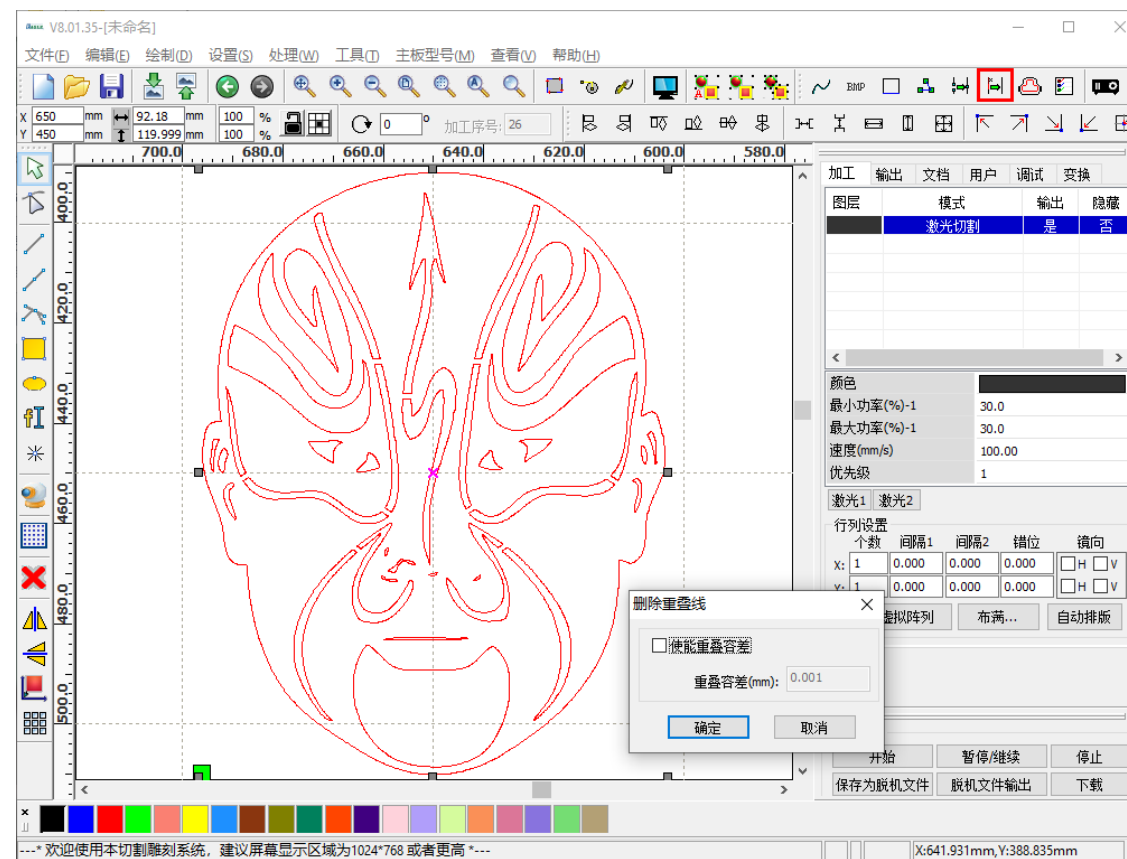 V8.01.35-[未命名]
文件(F) 编辑(E) 绘制(D) 设置(S) 处理(W) 工具(T) 主板型号(M) 查看(V) 帮助(H)
BMP
X 650 mm 92.18 mm 100 %
Y 450 mm 119.999 mm 100 %
0 ° 加工序号: 26
700.0 680.0 660.0 640.0 620.0 600.0 580.0
400.0
420.0
440.0
460.0
480.0
500.0
加工 输出 文档 用户 调试 变换
图层 模式 输出 隐藏
激光切割 是 否
颜色
最小功率(%)-1 30.0
最大功率(%)-1 30.0
速度(mm/s) 100.00
优先级 1
激光1 激光2
行列设置
个数 间隔1 间隔2 错位 镜向
X: 1 0.000 0.000 0.000 H V
Y: 1 0.000 0.000 0.000 H V
虚拟阵列 布满... 自动排版
删除重叠线
使能重叠容差
重叠容差(mm): 0.001
确定 取消
开始 暂停/继续 停止
保存为脱机文件 脱机文件输出 下载
---* 欢迎使用本切割雕刻系统，建议屏幕显示区域为1024*768 或者更高 *---
X:641.931mm,Y:388.835mm